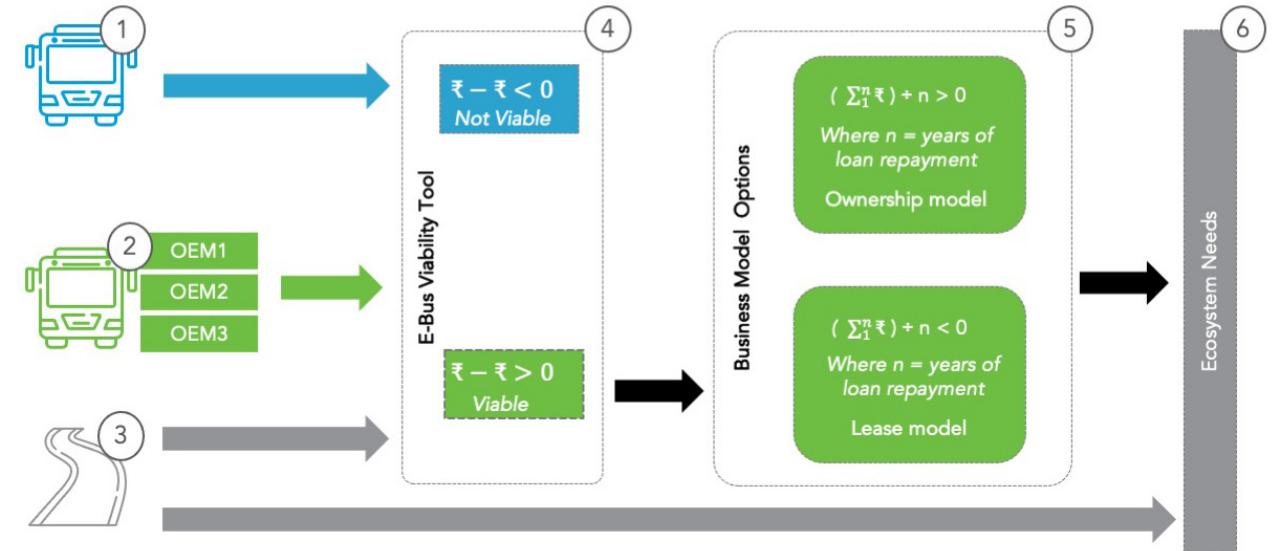 1
4
5
6
₹ – ₹ < 0
Not Viable
E-Bus Viability Tool
2
OEM1
OEM2
OEM3
₹ – ₹ > 0
Viable
3
Business Model Options
( ∑₁ⁿ ₹ ) ÷ n > 0
Where n = years of
loan repayment
Ownership model
( ∑₁ⁿ ₹ ) ÷ n < 0
Where n = years of
loan repayment
Lease model
Ecosystem Needs